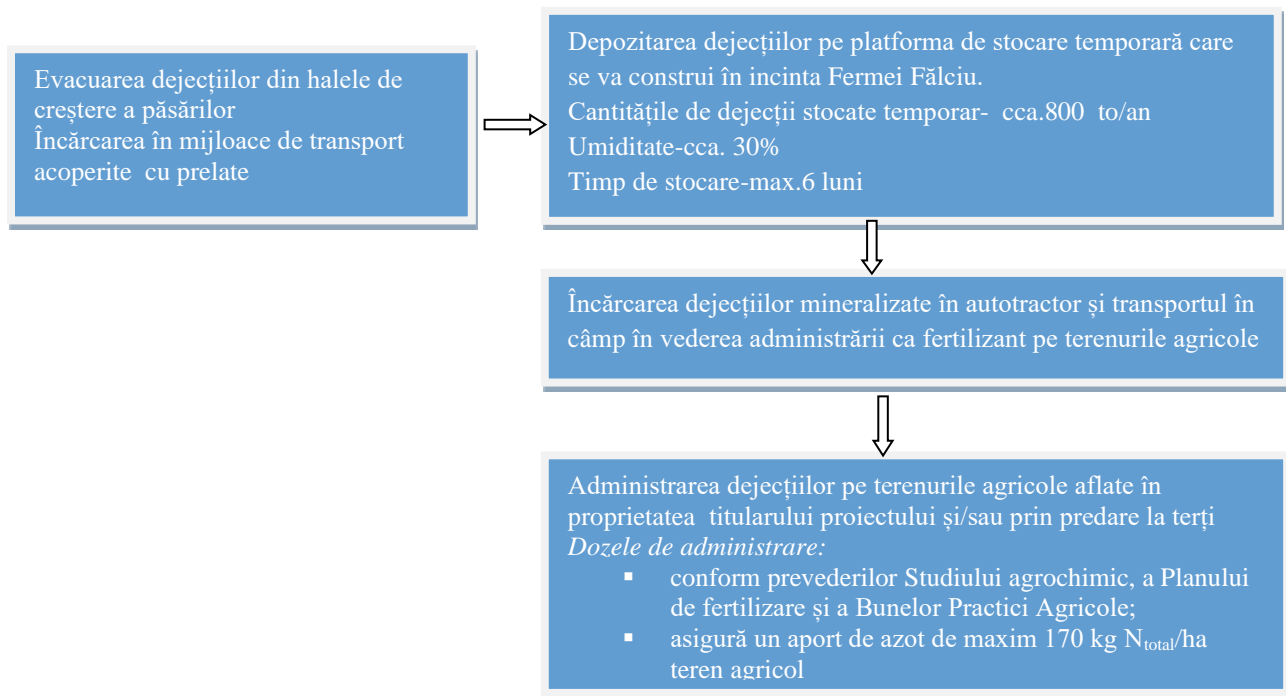 Evacuarea dejecțiilor din halele de
creștere a păsărilor
Încărcarea în mijloace de transport
acoperite cu prelate
Depozitarea dejecțiilor pe platforma de stocare temporară care
se va construi în incinta Fermei Fălciu.
Cantitățile de dejecții stocate temporar- cca.800 to/an
Umiditate-cca. 30%
Timp de stocare-max.6 luni
Încărcarea dejecțiilor mineralizate în autotractor și transportul în
câmp în vederea administrării ca fertilizant pe terenurile agricole
Administrarea dejecțiilor pe terenurile agricole aflate în
proprietatea titularului proiectului și/sau prin predare la terți
Dozele de administrare:
▪ conform prevederilor Studiului agrochimic, a Planului
de fertilizare și a Bunelor Practici Agricole;
▪ asigură un aport de azot de maxim 170 kg Ntotal/ha
teren agricol